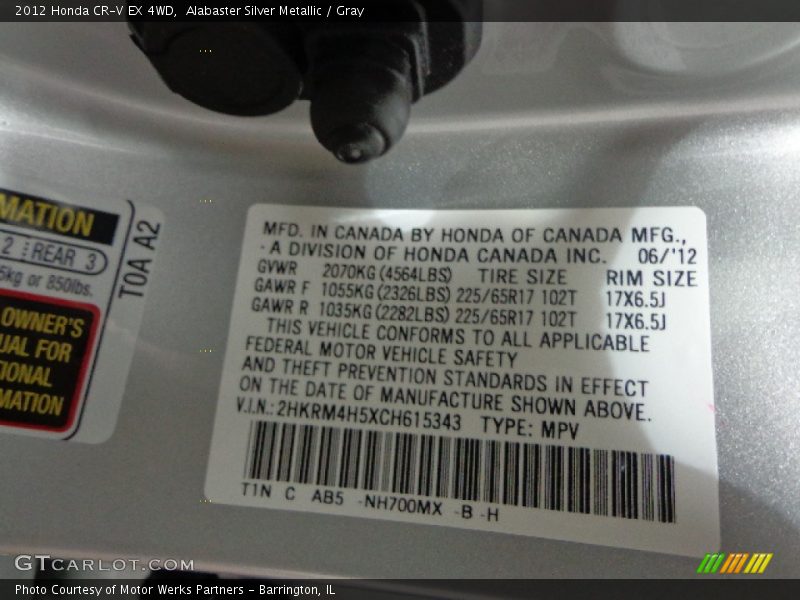 2012 Honda CR-V EX 4WD,  Alabaster Silver Metallic / Gray
MATION
2 REAR 3
5kg or 850lbs.
OWNER'S
UAL FOR
TIONAL
MATION
T0A A2
MFD. IN CANADA BY HONDA OF CANADA MFG.,
- A DIVISION OF HONDA CANADA INC. 06/'12
GVWR 2070KG (4564LBS) TIRE SIZE RIM SIZE
GAWR F 1055KG (2326LBS) 225/65R17 102T 17X6.5J
GAWR R 1035KG (2282LBS) 225/65R17 102T 17X6.5J
THIS VEHICLE CONFORMS TO ALL APPLICABLE
FEDERAL MOTOR VEHICLE SAFETY
AND THEFT PREVENTION STANDARDS IN EFFECT
ON THE DATE OF MANUFACTURE SHOWN ABOVE.
V.I.N.: 2HKRM4H5XCH615343 TYPE: MPV
T1N C AB5 -NH700MX -B -H
GTCARLOT.COM
Photo Courtesy of Motor Werks Partners - Barrington, IL